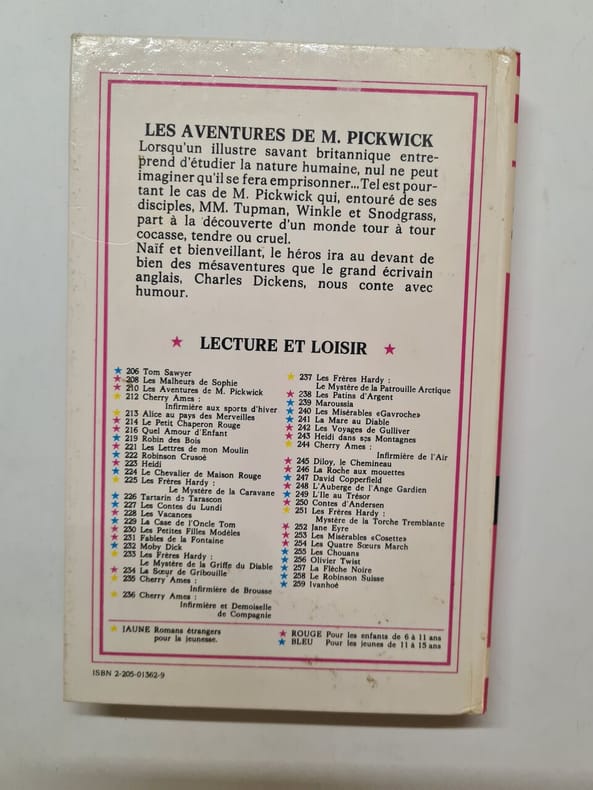 LES AVENTURES DE M. PICKWICK
Lorsqu'un illustre savant britannique entre-
prend d'étudier la nature humaine, nul ne peut
imaginer qu'il se fera emprisonner...Tel est pour-
tant le cas de M. Pickwick qui, entouré de ses
disciples, MM. Tupman, Winkle et Snodgrass,
part à la découverte d'un monde tour à tour
cocasse, tendre ou cruel.
Naïf et bienveillant, le héros ira au devant de
bien des mésaventures que le grand écrivain
anglais, Charles Dickens, nous conte avec
humour.
★ LECTURE ET LOISIR ★
★ 206 Tom Sawyer
★ 208 Les Malheurs de Sophie
★ 210 Les Aventures de M. Pickwick
★ 212 Cherry Ames :
Infirmière aux sports d'hiver
★ 213 Alice au pays des Merveilles
★ 214 Le Petit Chaperon Rouge
★ 216 Quel Amour d'Enfant
★ 219 Robin des Bois
★ 221 Les Lettres de mon Moulin
★ 222 Robinson Crusoé
★ 223 Heidi
★ 224 Le Chevalier de Maison Rouge
★ 225 Les Frères Hardy :
Le Mystère de la Caravane
★ 226 Tartarin de Tarascon
★ 227 Les Contes du Lundi
★ 228 Les Vacances
★ 229 La Case de l'Oncle Tom
★ 230 Les Petites Filles Modèles
★ 231 Fables de la Fontaine
★ 232 Moby Dick
★ 233 Les Frères Hardy :
Le Mystère de la Griffe du Diable
★ 234 La Sœur de Gribouille
★ 235 Cherry Ames :
Infirmière de Brousse
★ 236 Cherry Ames :
Infirmière et Demoiselle
de Compagnie
★ 237 Les Frères Hardy :
Le Mystère de la Patrouille Arctique
★ 238 Les Patins d'Argent
★ 239 Maroussia
★ 240 Les Misérables «Gavroche»
★ 241 La Mare au Diable
★ 242 Les Voyages de Gulliver
★ 243 Heidi dans ses Montagnes
★ 244 Cherry Ames :
Infirmière de l'Air
★ 245 Diloy, le Chemineau
★ 246 La Roche aux mouettes
★ 247 David Copperfield
★ 248 L'Auberge de l'Ange Gardien
★ 249 L'Ile au Trésor
★ 250 Contes d'Andersen
★ 251 Les Frères Hardy :
Mystère de la Torche Tremblante
★ 252 Jane Eyre
★ 253 Les Misérables «Cosette»
★ 254 Les Quatre Sœurs March
★ 255 Les Chouans
★ 256 Olivier Twist
★ 257 La Flèche Noire
★ 258 Le Robinson Suisse
★ 259 Ivanhoé
★ JAUNE Romans étrangers
pour la jeunesse.
★ ROUGE Pour les enfants de 6 à 11 ans
★ BLEU Pour les jeunes de 11 à 15 ans
ISBN 2-205-01362-9